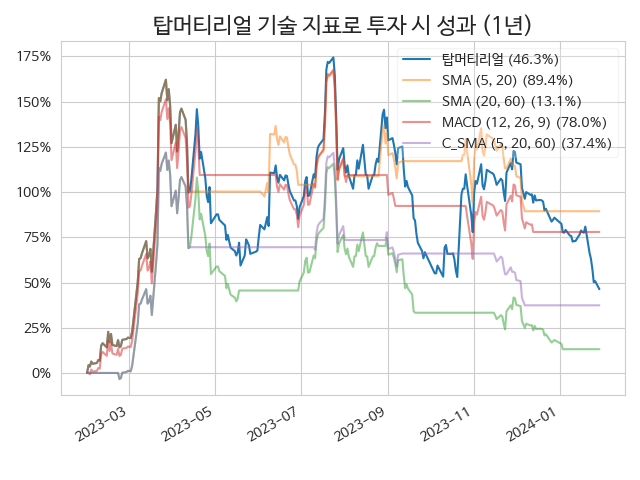 탑머티리얼 기술 지표로 투자 시 성과 (1년)
탑머티리얼 (46.3%)
SMA (5, 20) (89.4%)
SMA (20, 60) (13.1%)
MACD (12, 26, 9) (78.0%)
C_SMA (5, 20, 60) (37.4%)
175%
150%
125%
100%
75%
50%
25%
0%
2023-03
2023-05
2023-07
2023-09
2023-11
2024-01